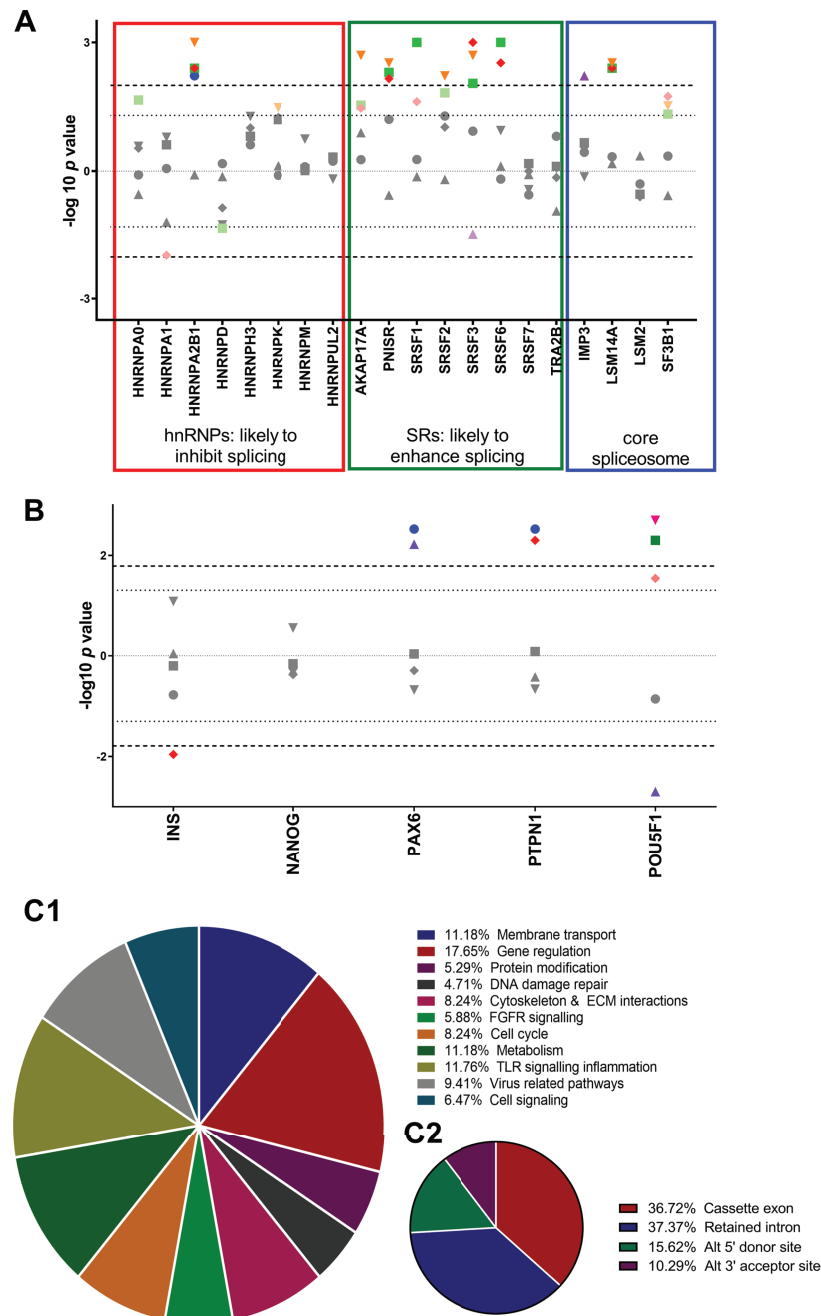 A
-log 10 p value
3
0
-3
HNRNPA0
HNRNPA1
HNRNPA2B1
HNRNPD
HNRNPH3
HNRNPK
HNRNPM
HNRNPUL2
AKAP17A
PNISR
SRSF1
SRSF2
SRSF3
SRSF6
SRSF7
TRA2B
IMP3
LSM14A
LSM2
SF3B1
hnRNPs: likely to
inhibit splicing
SRs: likely to
enhance splicing
core
spliceosome
B
-log10 p value
2
0
-2
INS
NANOG
PAX6
PTPN1
POU5F1
C1
11.18% Membrane transport
17.65% Gene regulation
5.29% Protein modification
4.71% DNA damage repair
8.24% Cytoskeleton & ECM interactions
5.88% FGFR signalling
8.24% Cell cycle
11.18% Metabolism
11.76% TLR signalling inflammation
9.41% Virus related pathways
6.47% Cell signaling
C2
36.72% Cassette exon
37.37% Retained intron
15.62% Alt 5' donor site
10.29% Alt 3' acceptor site